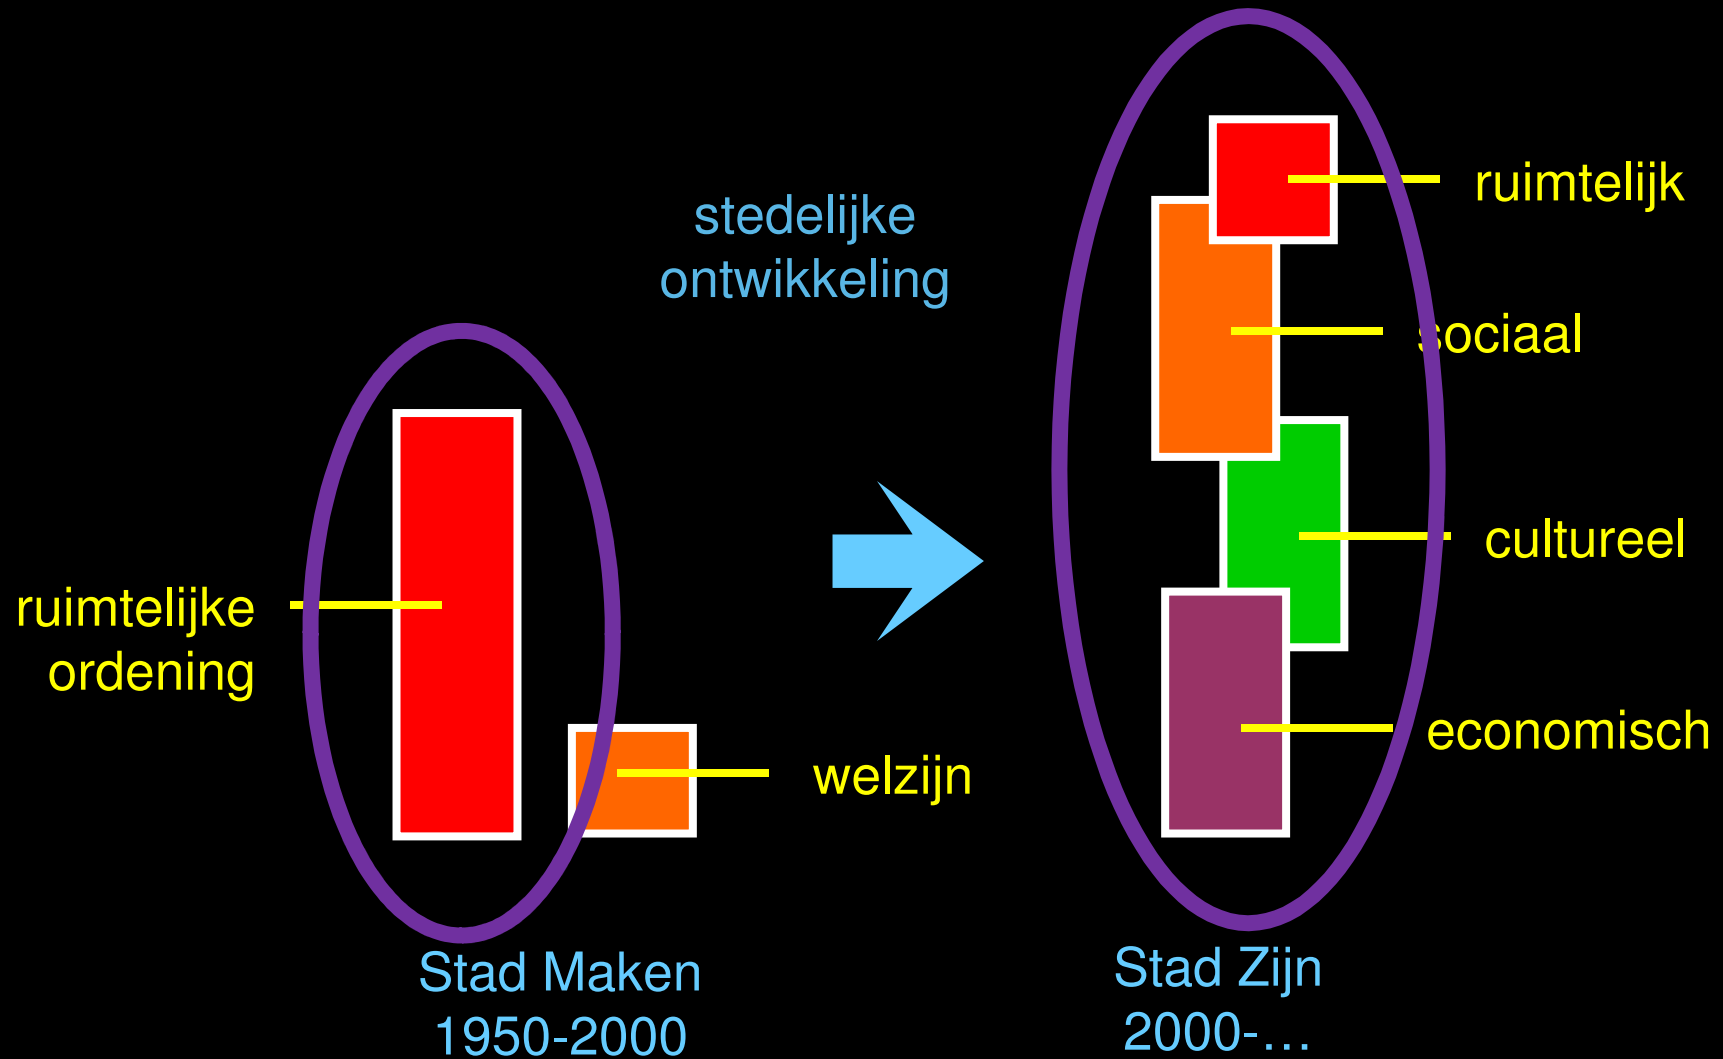 stedelijke
ontwikkeling
ruimtelijke
ordening
welzijn
Stad Maken
1950-2000
ruimtelijk
sociaal
cultureel
economisch
Stad Zijn
2000-…